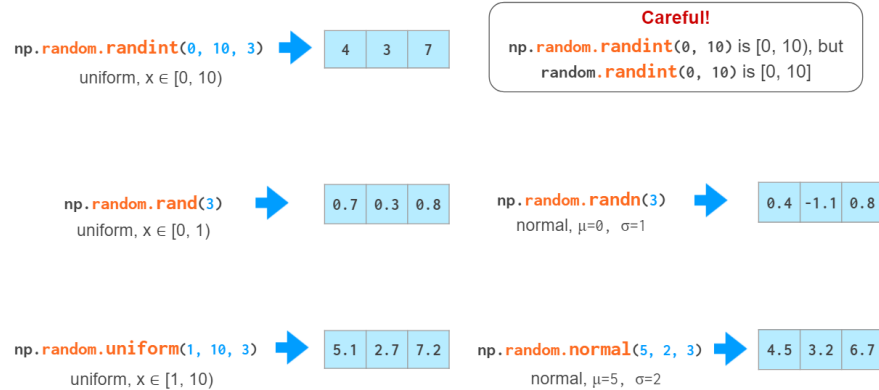 Careful!
np.random.randint(0, 10, 3)
4 3 7
uniform, x ∈ [0, 10)
np.random.randint(0, 10) is [0, 10), but
random.randint(0, 10) is [0, 10]
np.random.rand(3)
0.7 0.3 0.8
uniform, x ∈ [0, 1)
np.random.randn(3)
0.4 -1.1 0.8
normal, μ=0, σ=1
np.random.uniform(1, 10, 3)
5.1 2.7 7.2
uniform, x ∈ [1, 10)
np.random.normal(5, 2, 3)
4.5 3.2 6.7
normal, μ=5, σ=2